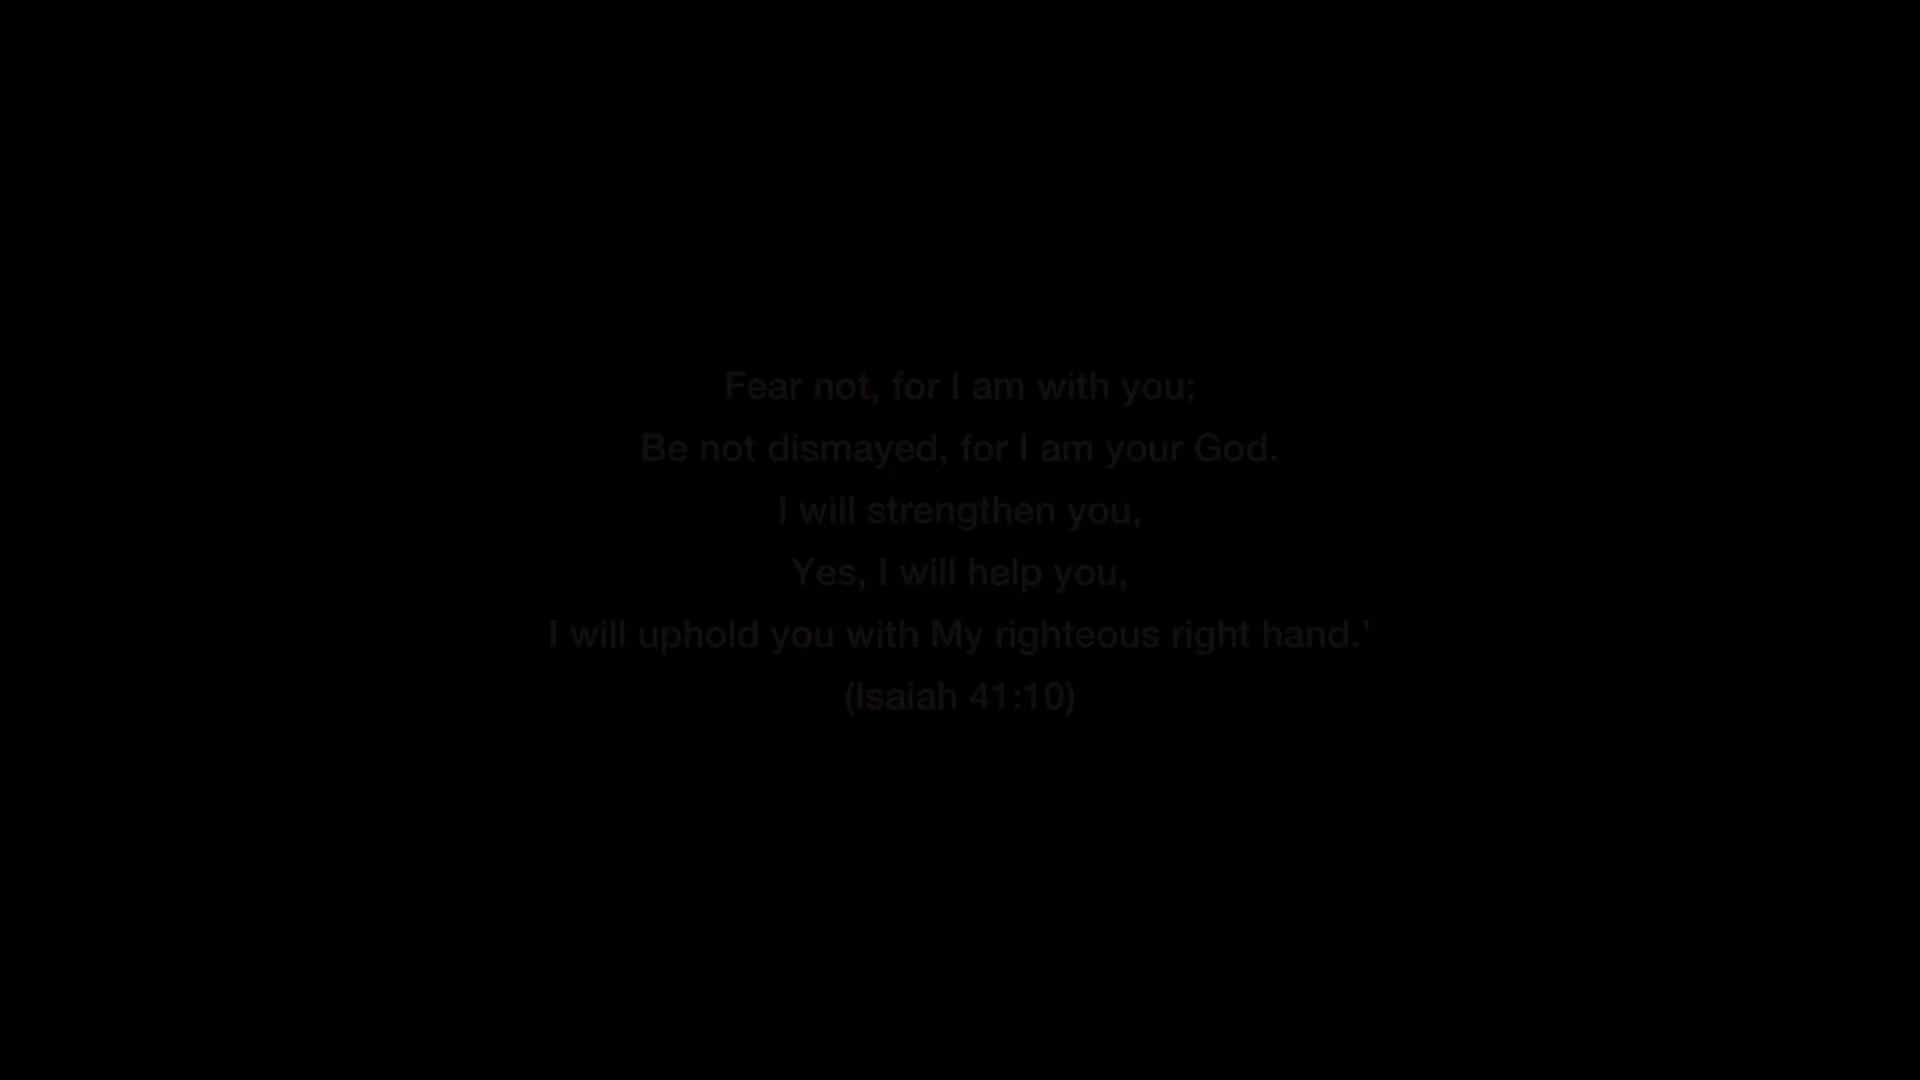 Fear not, for I am with you;
Be not dismayed, for I am your God.
I will strengthen you,
Yes, I will help you,
I will uphold you with My righteous right hand.’
(Isaiah 41:10)